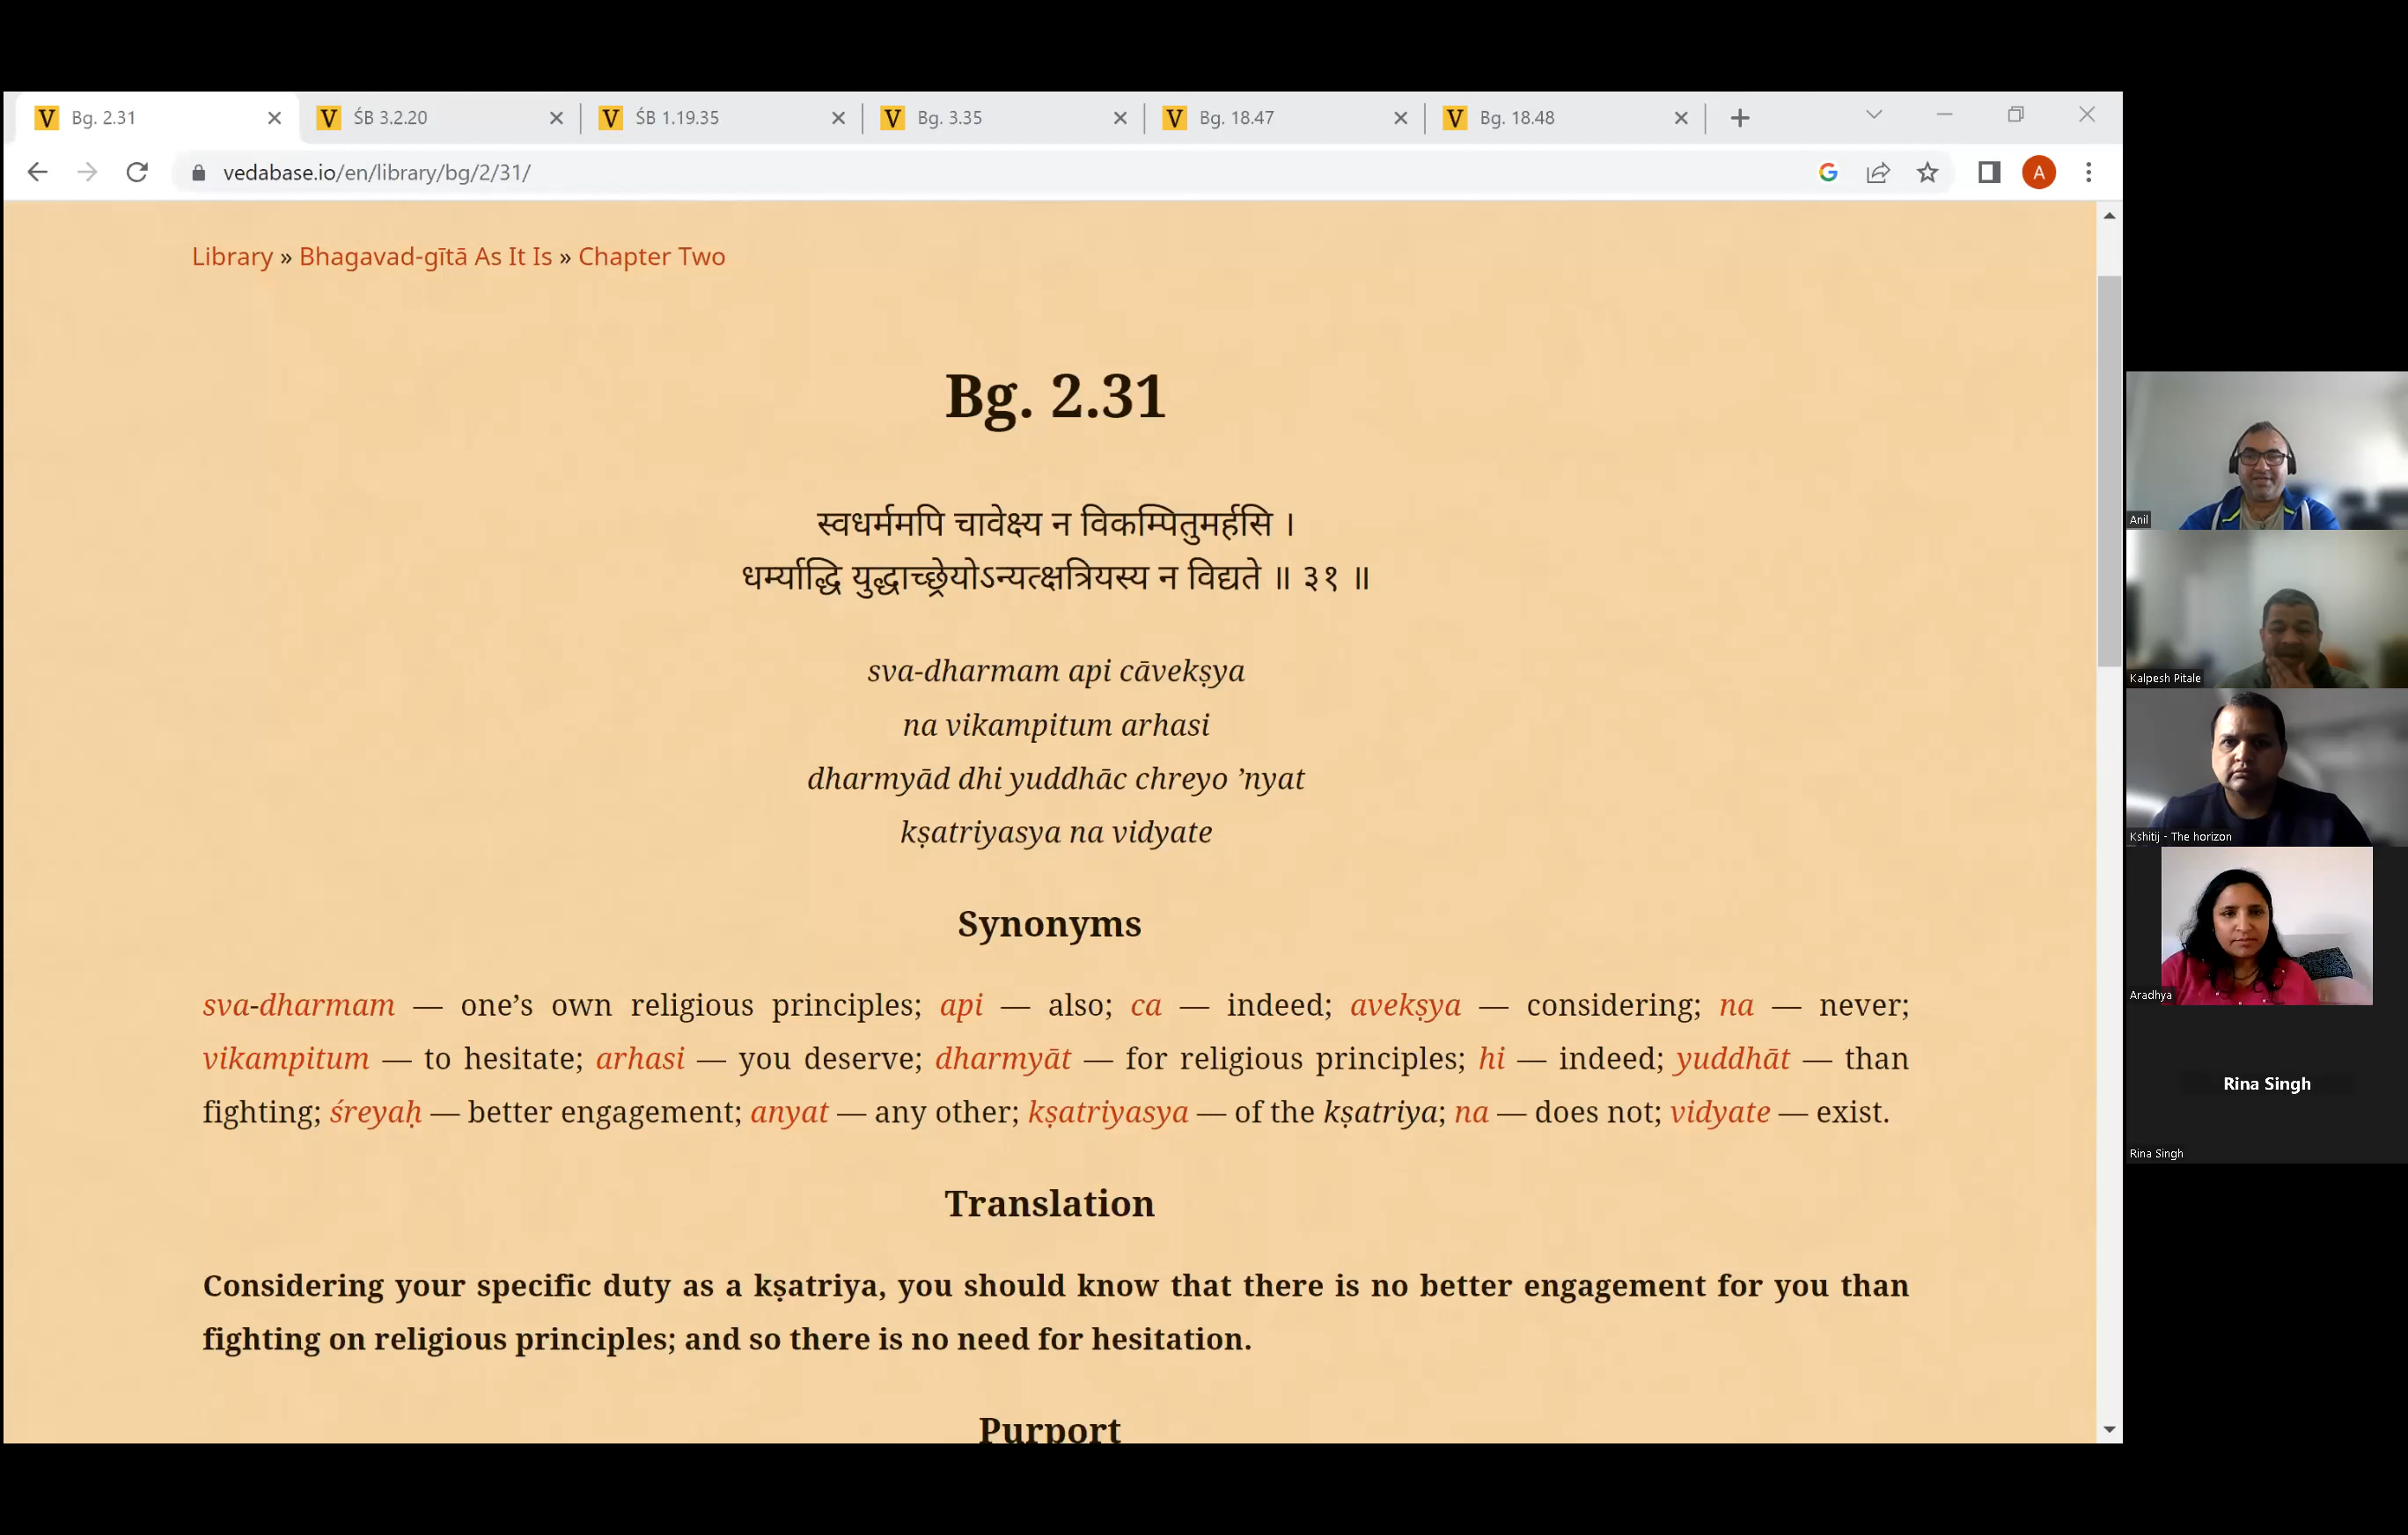 Bg. 2.31
ŚB 3.2.20
ŚB 1.19.35
Bg. 3.35
Bg. 18.47
Bg. 18.48
vedabase.io/en/library/bg/2/31/
A
Library » Bhagavad-gītā As It Is » Chapter Two
Bg. 2.31
स्वधर्ममपि चावेक्ष्य न विकम्पितुमर्हसि ।
धर्म्याद्धि युद्धाच्छ्रेयोऽन्यत्क्षत्रियस्य न विद्यते ॥ ३१ ॥
sva-dharmam api cāvekṣya
na vikampitum arhasi
dharmyād dhi yuddhāc chreyo ’nyat
kṣatriyasya na vidyate
Synonyms
sva-dharmam — one’s own religious principles; api — also; ca — indeed; avekṣya — considering; na — never;
vikampitum — to hesitate; arhasi — you deserve; dharmyāt — for religious principles; hi — indeed; yuddhāt — than
fighting; śreyaḥ — better engagement; anyat — any other; kṣatriyasya — of the kṣatriya; na — does not; vidyate — exist.
Translation
Considering your specific duty as a kṣatriya, you should know that there is no better engagement for you than
fighting on religious principles; and so there is no need for hesitation.
Purport
Anil
Kalpesh Pitale
Kshitij - The horizon
Aradhya
Rina Singh
Rina Singh